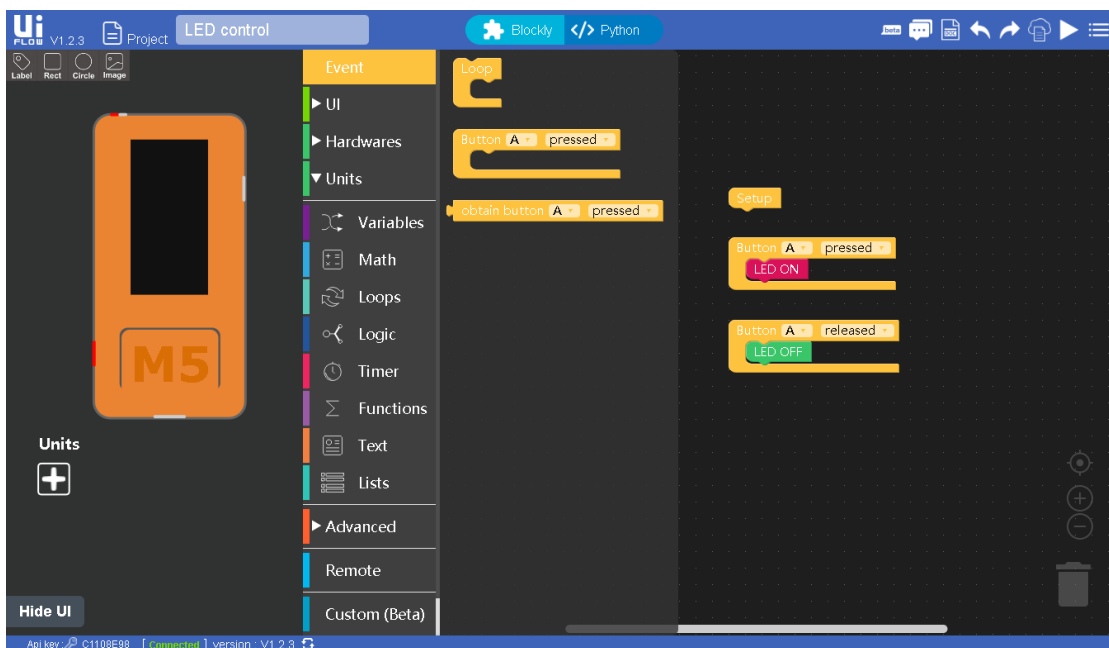 Ui FLOW V1.2.3 Project LED control Blockly </> Python beta
Label Rect Circle Image
M5
Units
Hide UI
Event
UI
Hardwares
Units
Variables
Math
Loops
Logic
Timer
Functions
Text
Lists
Advanced
Remote
Custom (Beta)
Loop
Button A pressed
obtain button A pressed
Setup
Button A pressed
LED ON
Button A released
LED OFF
Api key : C1108E98 [ Connected ] version : V1.2.3